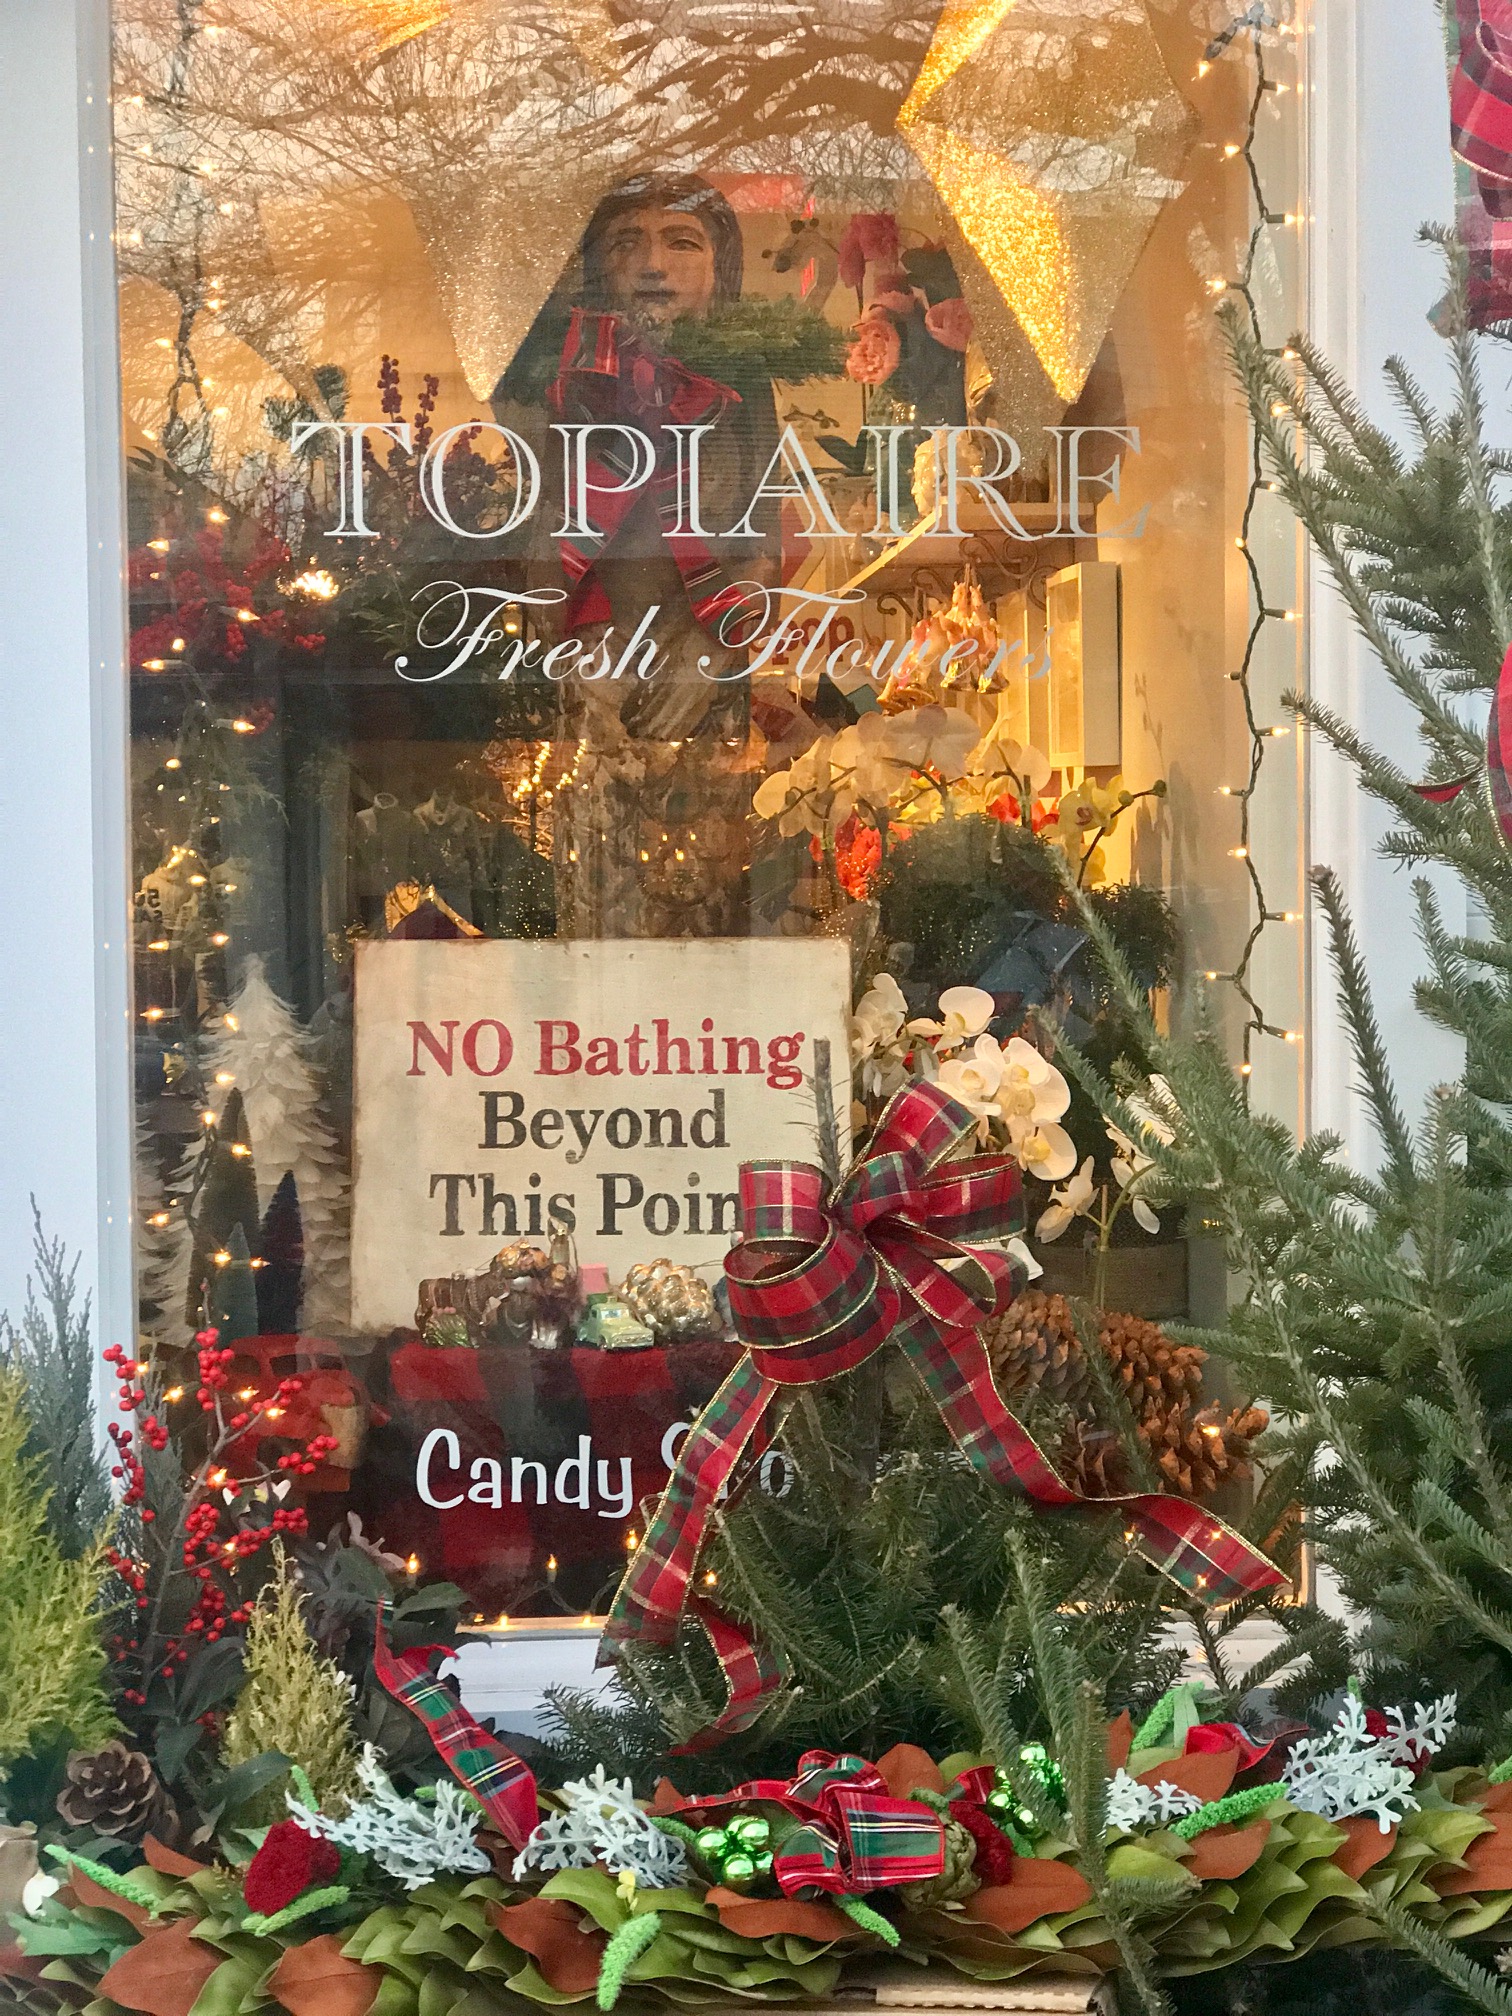 TOPIAIRE
Fresh Flowers
NO Bathing
Beyond
This Poin
Candy